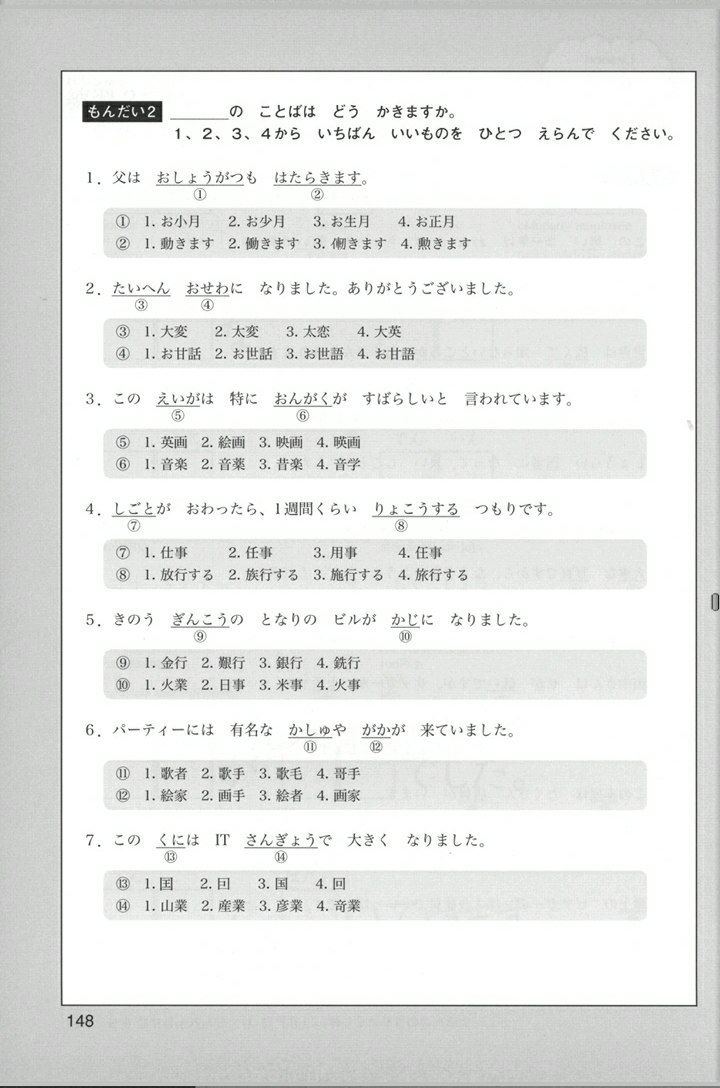 もんだい2 ______の ことばは どう かきますか。
1、2、3、4から いちばん いいものを ひとつ えらんで ください。
1. 父は おしょうがつも はたらきます。
① ②
① 1. お小月 2. お少月 3. お生月 4. お正月
② 1. 動きます 2. 働きます 3. 僩きます 4. 勲きます
2. たいへん おせわに なりました。ありがとうございました。
③ ④
③ 1. 大変 2. 太変 3. 太恋 4. 大英
④ 1. お甘話 2. お世話 3. お世語 4. お甘語
3. この えいがは 特に おんがくが すばらしいと 言われています。
⑤ ⑥
⑤ 1. 英画 2. 絵画 3. 映画 4. 暎画
⑥ 1. 音楽 2. 音薬 3. 昔楽 4. 音学
4. しごとが おわったら、1週間くらい りょこうする つもりです。
⑦ ⑧
⑦ 1. 仕事 2. 任事 3. 用事 4.
⑧ 1. 放行する 2. 族行する 3. 施行する 4. 旅行する
5. きのう ぎんこうの となりの ビルが かじに なりました。
⑨ ⑩
⑨ 1. 金行 2. 3. 銀行 4. 銑行
⑩ 1. 火業 2. 日事 3. 米事 4. 火事
6. パーティーには 有名な かしゅや がかが 来ていました。
⑪ ⑫
⑪ 1. 歌者 2. 歌手 3. 歌毛 4. 哥手
⑫ 1. 絵家 2. 画手 3. 絵者 4. 画家
7. この くには IT さんぎょうで 大きく なりました。
⑬ ⑭
⑬ 1. 2. 3. 国 4. 回
⑭ 1. 山業 2. 産業 3. 彦業 4. 竒業
148